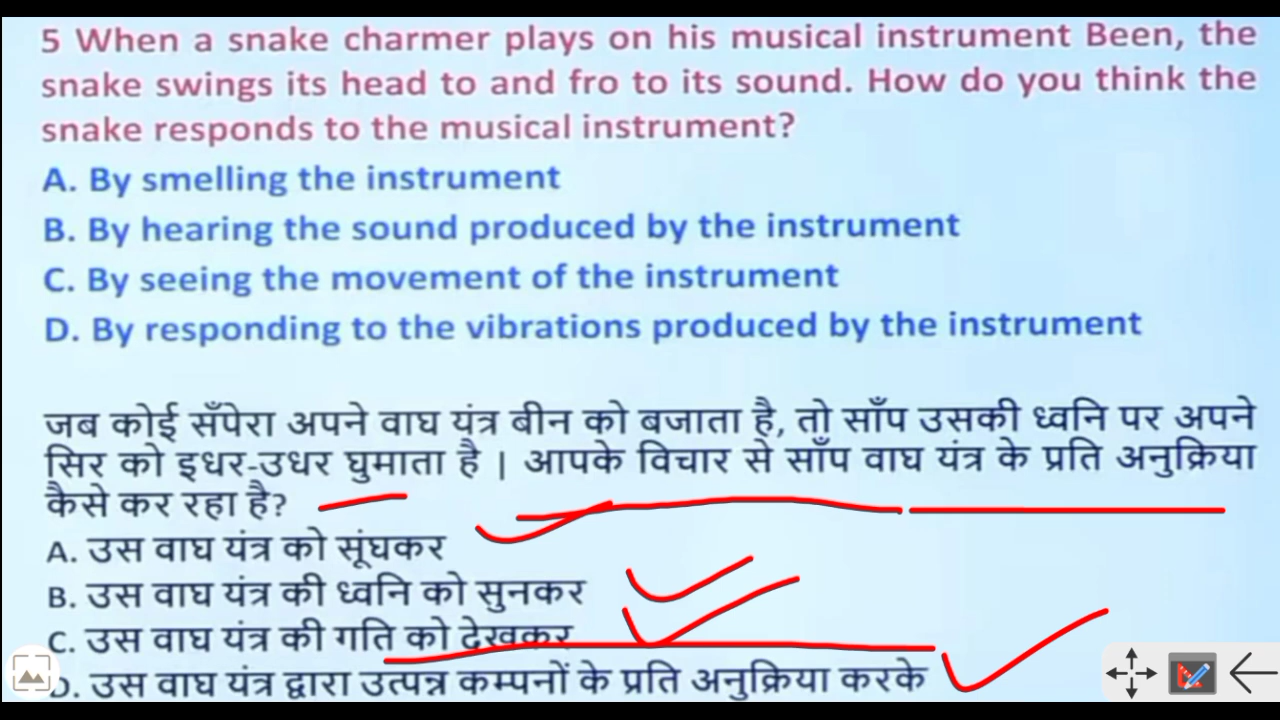 5 When a snake charmer plays on his musical instrument Been, the
snake swings its head to and fro to its sound. How do you think the
snake responds to the musical instrument?
A. By smelling the instrument
B. By hearing the sound produced by the instrument
C. By seeing the movement of the instrument
D. By responding to the vibrations produced by the instrument
जब कोई सँपेरा अपने वाघ यंत्र बीन को बजाता है, तो साँप उसकी ध्वनि पर अपने
सिर को इधर-उधर घुमाता है | आपके विचार से साँप वाघ यंत्र के प्रति अनुक्रिया
कैसे कर रहा है?
A. उस वाघ यंत्र को सूंघकर
B. उस वाघ यंत्र की ध्वनि को सुनकर
C. उस वाघ यंत्र की गति को देखकर
D. उस वाघ यंत्र द्वारा उत्पन्न कम्पनों के प्रति अनुक्रिया करके